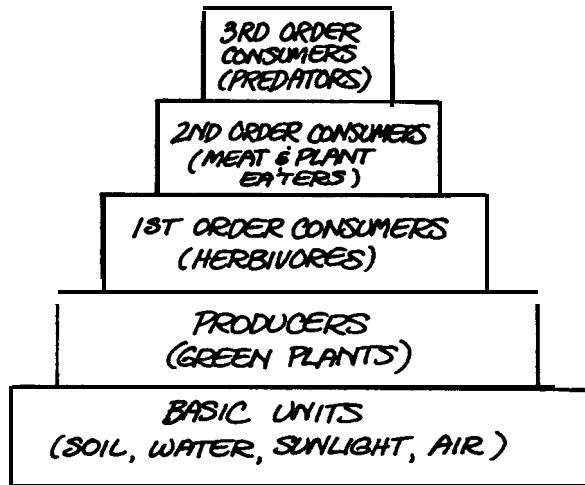 3RD ORDER
CONSUMERS
(PREDATORS)
2ND ORDER CONSUMERS
(MEAT & PLANT
EATERS)
1ST ORDER CONSUMERS
(HERBIVORES)
PRODUCERS
(GREEN PLANTS)
BASIC UNITS
(SOIL, WATER, SUNLIGHT, AIR)